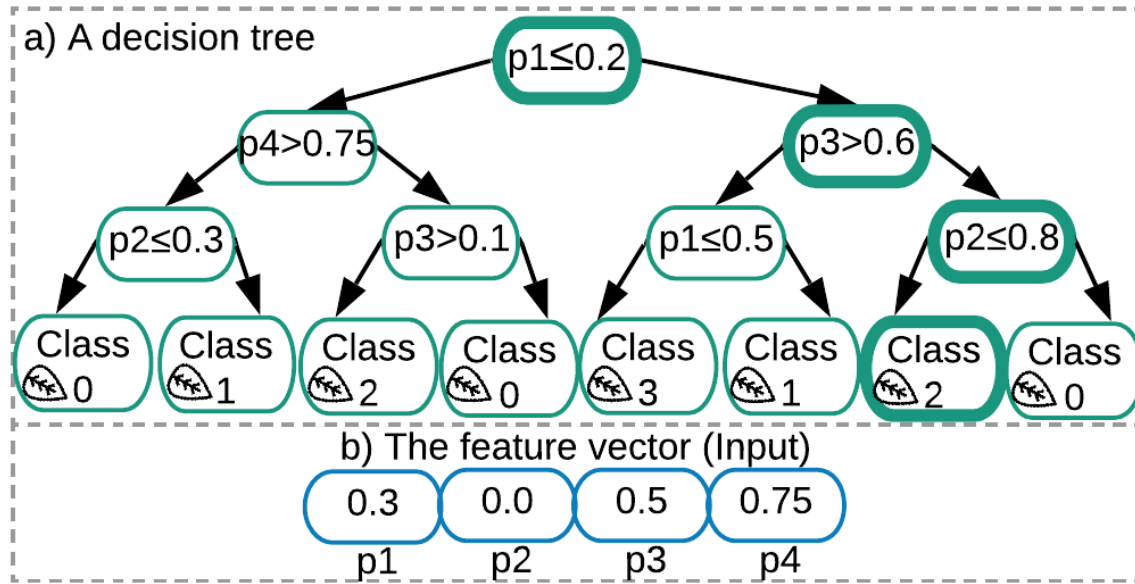 a) A decision tree
p1≤0.2
p4>0.75
p3>0.6
p2≤0.3
p3>0.1
p1≤0.5
p2≤0.8
Class
0
Class
1
Class
2
Class
0
Class
3
Class
1
Class
2
Class
0
b) The feature vector (Input)
0.3 0.0 0.5 0.75
p1 p2 p3 p4